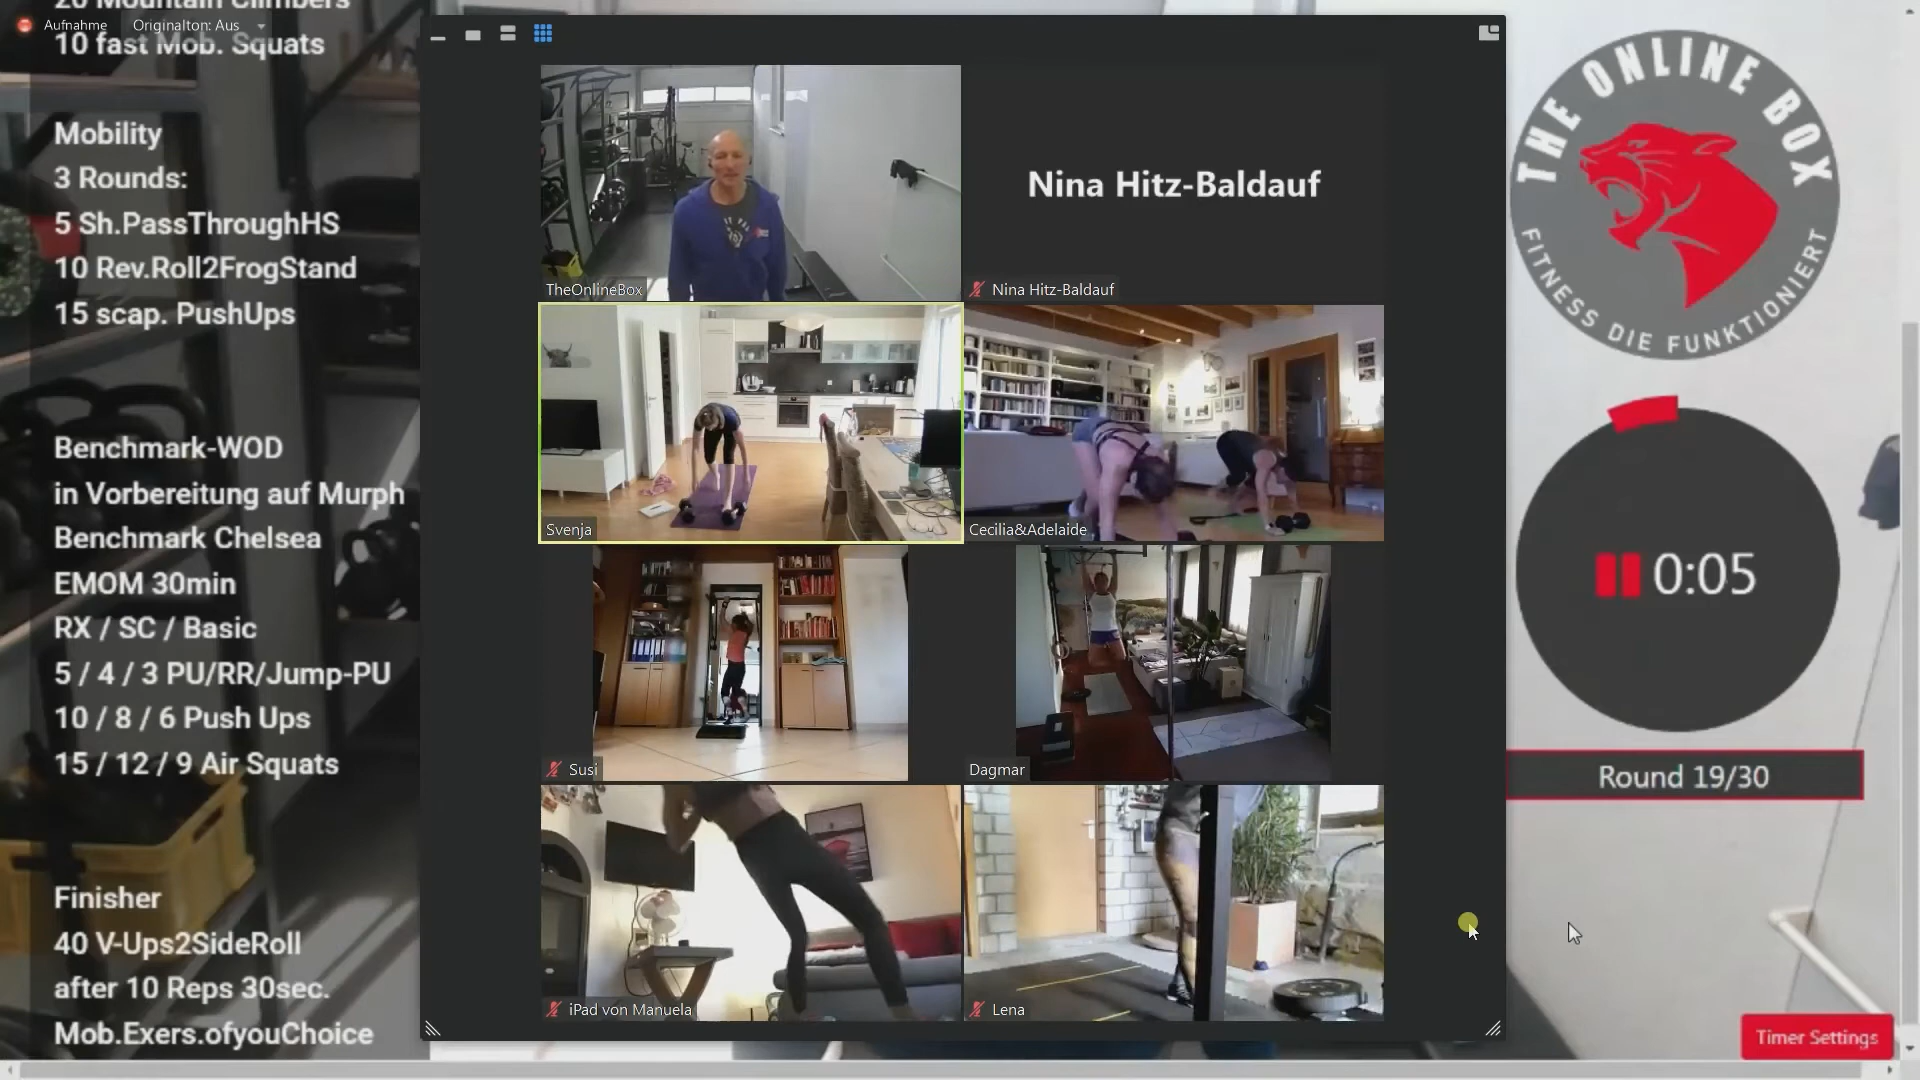 20 Mountain Climbers
Aufnahme Originalton: Aus
10 fast Mob. Squats
Mobility
3 Rounds:
5 Sh.PassThroughHS
10 Rev.Roll2FrogStand
15 scap. PushUps
Benchmark-WOD
in Vorbereitung auf Murph
Benchmark Chelsea
EMOM 30min
RX / SC / Basic
5 / 4 / 3 PU/RR/Jump-PU
10 / 8 / 6 Push Ups
15 / 12 / 9 Air Squats
Finisher
40 V-Ups2SideRoll
after 10 Reps 30sec.
Mob.Exers.ofyouChoice
TheOnlineBox
Nina Hitz-Baldauf
Nina Hitz-Baldauf
Svenja
Cecilia&Adelaide
Susi
Dagmar
iPad von Manuela
Lena
THE ONLINE BOX
FITNESS DIE FUNKTIONIERT
0:05
Round 19/30
Timer Settings